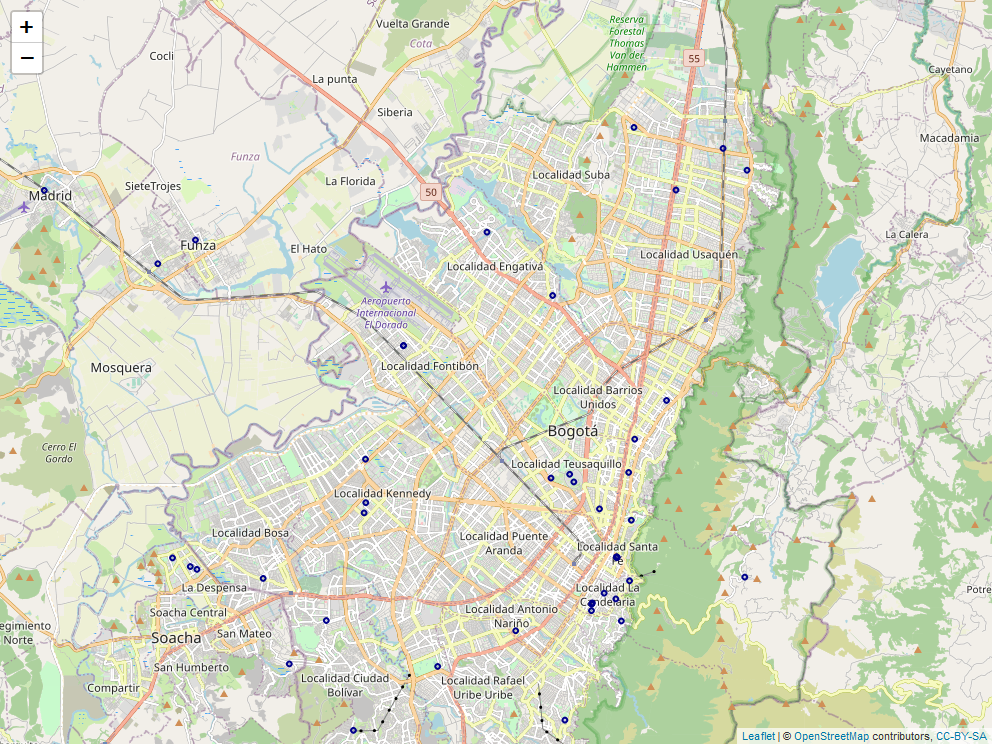 +
−
Vuelta Grande
Cota
Cocli
La punta
Siberia
Reserva
Forestal
Thomas
Van der
Hammen
55
Cayetano
Macadamia
Funza
SieteTrojes
La Florida
50
Madrid
Localidad Suba
La Calera
Funza
El Hato
Localidad Usaquén
Localidad Engativá
Aeropuerto
Internacional
El Dorado
Mosquera
Localidad Fontibón
Localidad Barrios
Unidos
Bogotá
Cerro El
Gordo
Localidad Teusaquillo
Localidad Kennedy
Localidad Bosa
Localidad Puente
Aranda
Localidad Santa
Fe
La Despensa
Localidad La
Candelaria
Potre
Soacha Central
Localidad Antonio
Nariño
egimiento
Norte
Soacha
San Mateo
San Humberto
Compartir
Localidad Ciudad
Bolívar
Localidad Rafael
Uribe Uribe
Leaflet | © OpenStreetMap contributors, CC-BY-SA